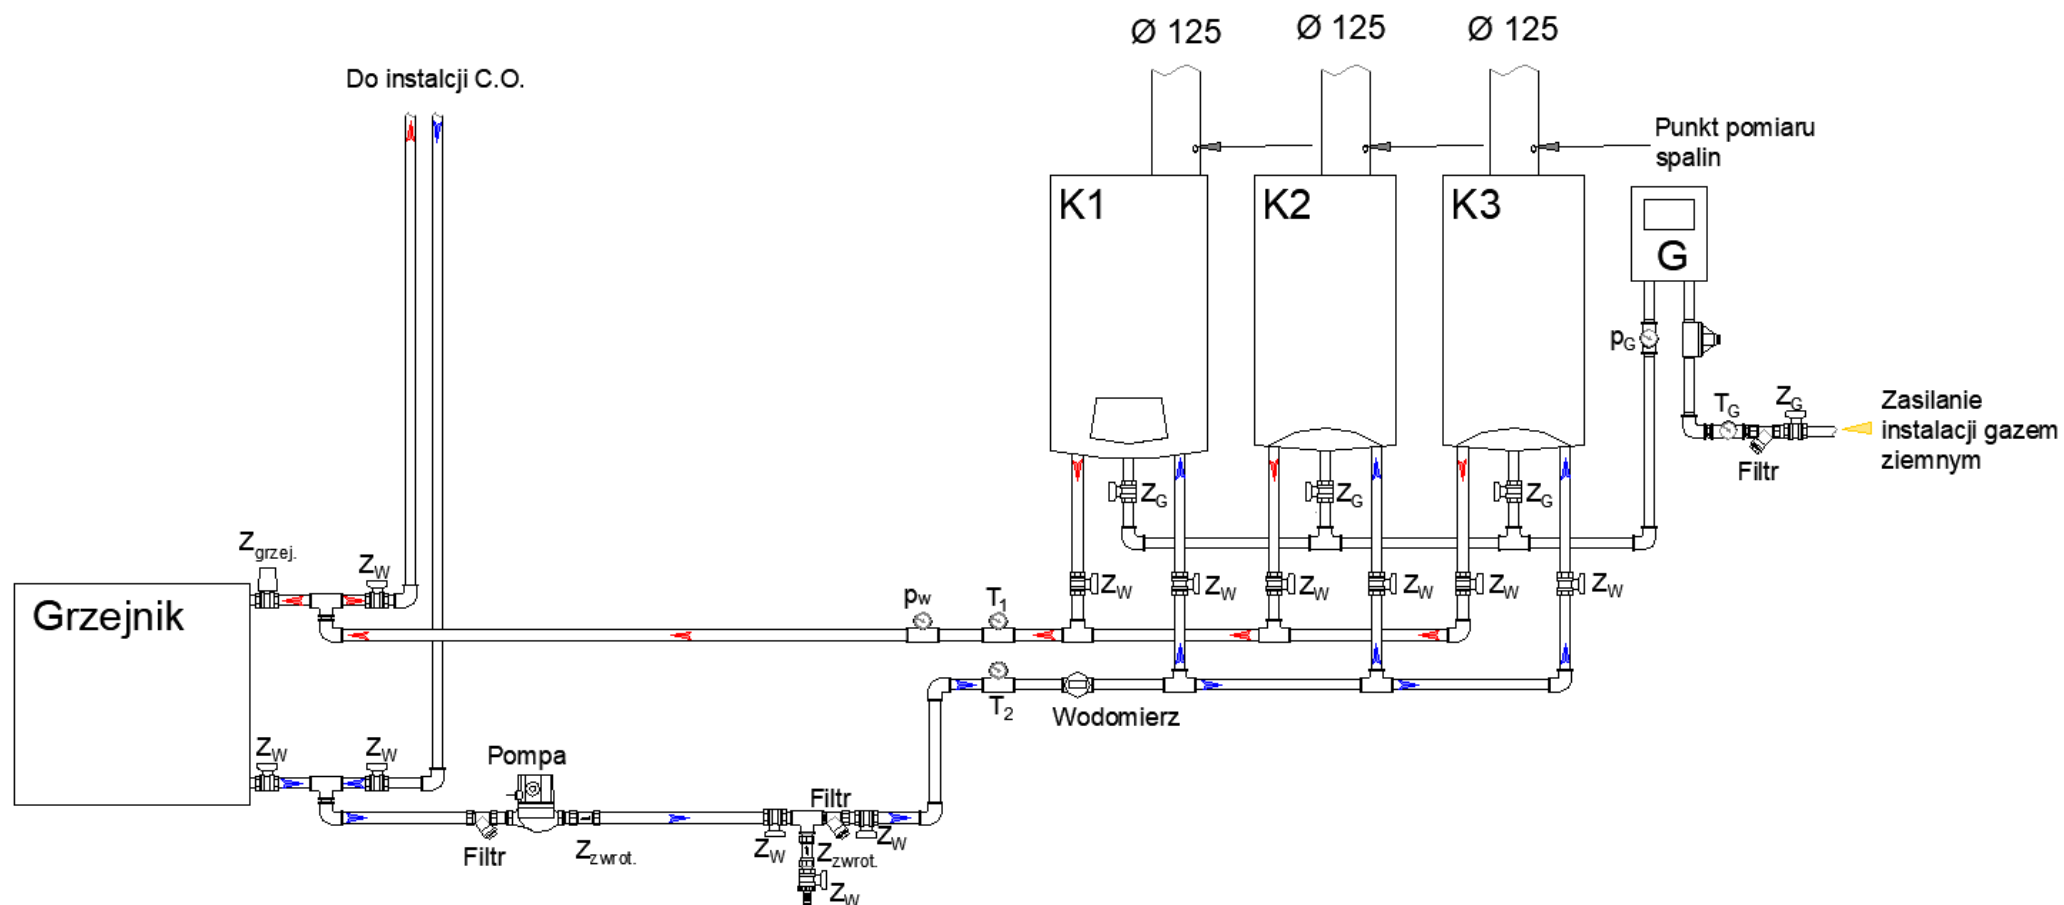 Ø 125
Ø 125
Ø 125
Do instalcji C.O.
Punkt pomiaru
spalin
K1
K2
K3
G
pG
TG
ZG
Zasilanie
instalacji gazem
ziemnym
Filtr
ZG
ZG
ZG
Zgrzej.
ZW
ZW
ZW
ZW
ZW
ZW
ZW
Grzejnik
pw
T1
T2
Wodomierz
ZW
ZW
Pompa
Filtr
Filtr
Zzwrot.
ZW
Zzwrot.
ZW
ZW